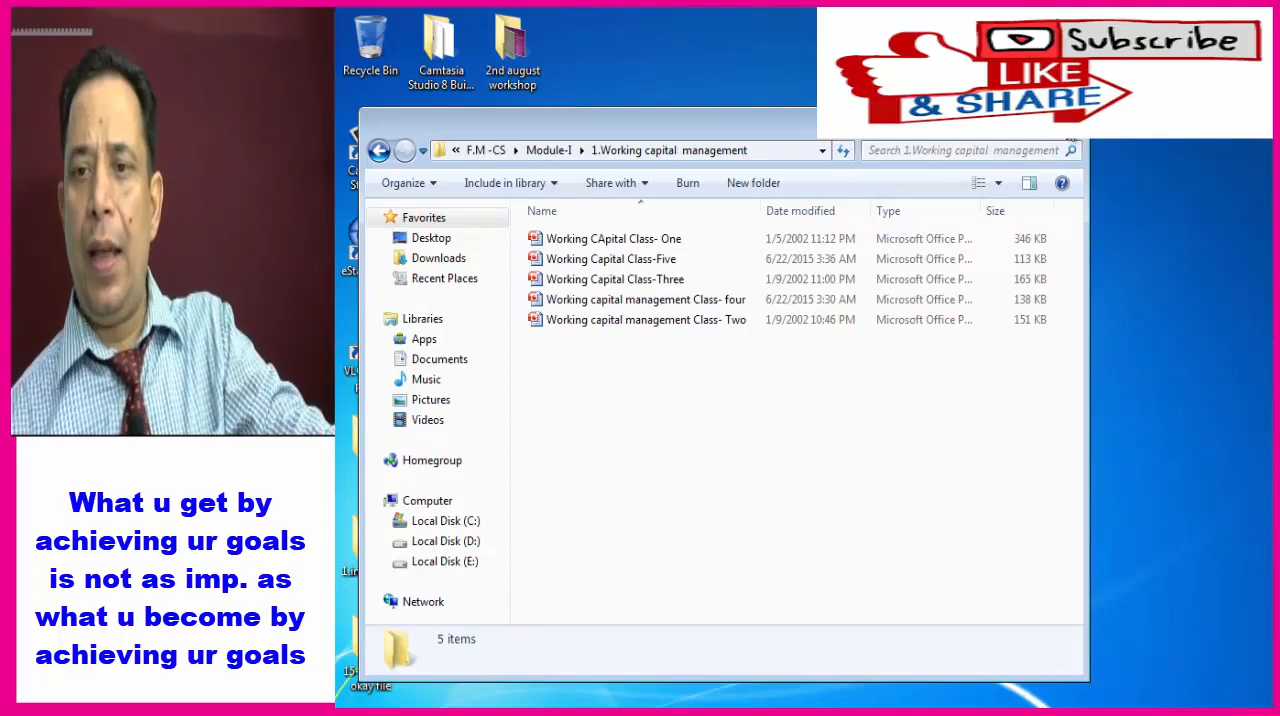 Recycle Bin
Camtasia
Studio 8 Bui...
2nd august
workshop
Subscribe
LIKE
& SHARE
« F.M -CS ▸ Module-I ▸ 1.Working capital management
Search 1.Working capital management
Organize
Include in library
Share with
Burn
New folder
Name
Date modified
Type
Size
Working CApital Class- One 1/5/2002 11:12 PM Microsoft Office P... 346 KB
Working Capital Class-Five 6/22/2015 3:36 AM Microsoft Office P... 113 KB
Working Capital Class-Three 1/9/2002 11:00 PM Microsoft Office P... 165 KB
Working capital management Class- four 6/22/2015 3:30 AM Microsoft Office P... 138 KB
Working capital management Class- Two 1/9/2002 10:46 PM Microsoft Office P... 151 KB
Favorites
Desktop
Downloads
Recent Places
Libraries
Apps
Documents
Music
Pictures
Videos
Homegroup
Computer
Local Disk (C:)
Local Disk (D:)
Local Disk (E:)
Network
5 items
okay file
What u get by
achieving ur goals
is not as imp. as
what u become by
achieving ur goals